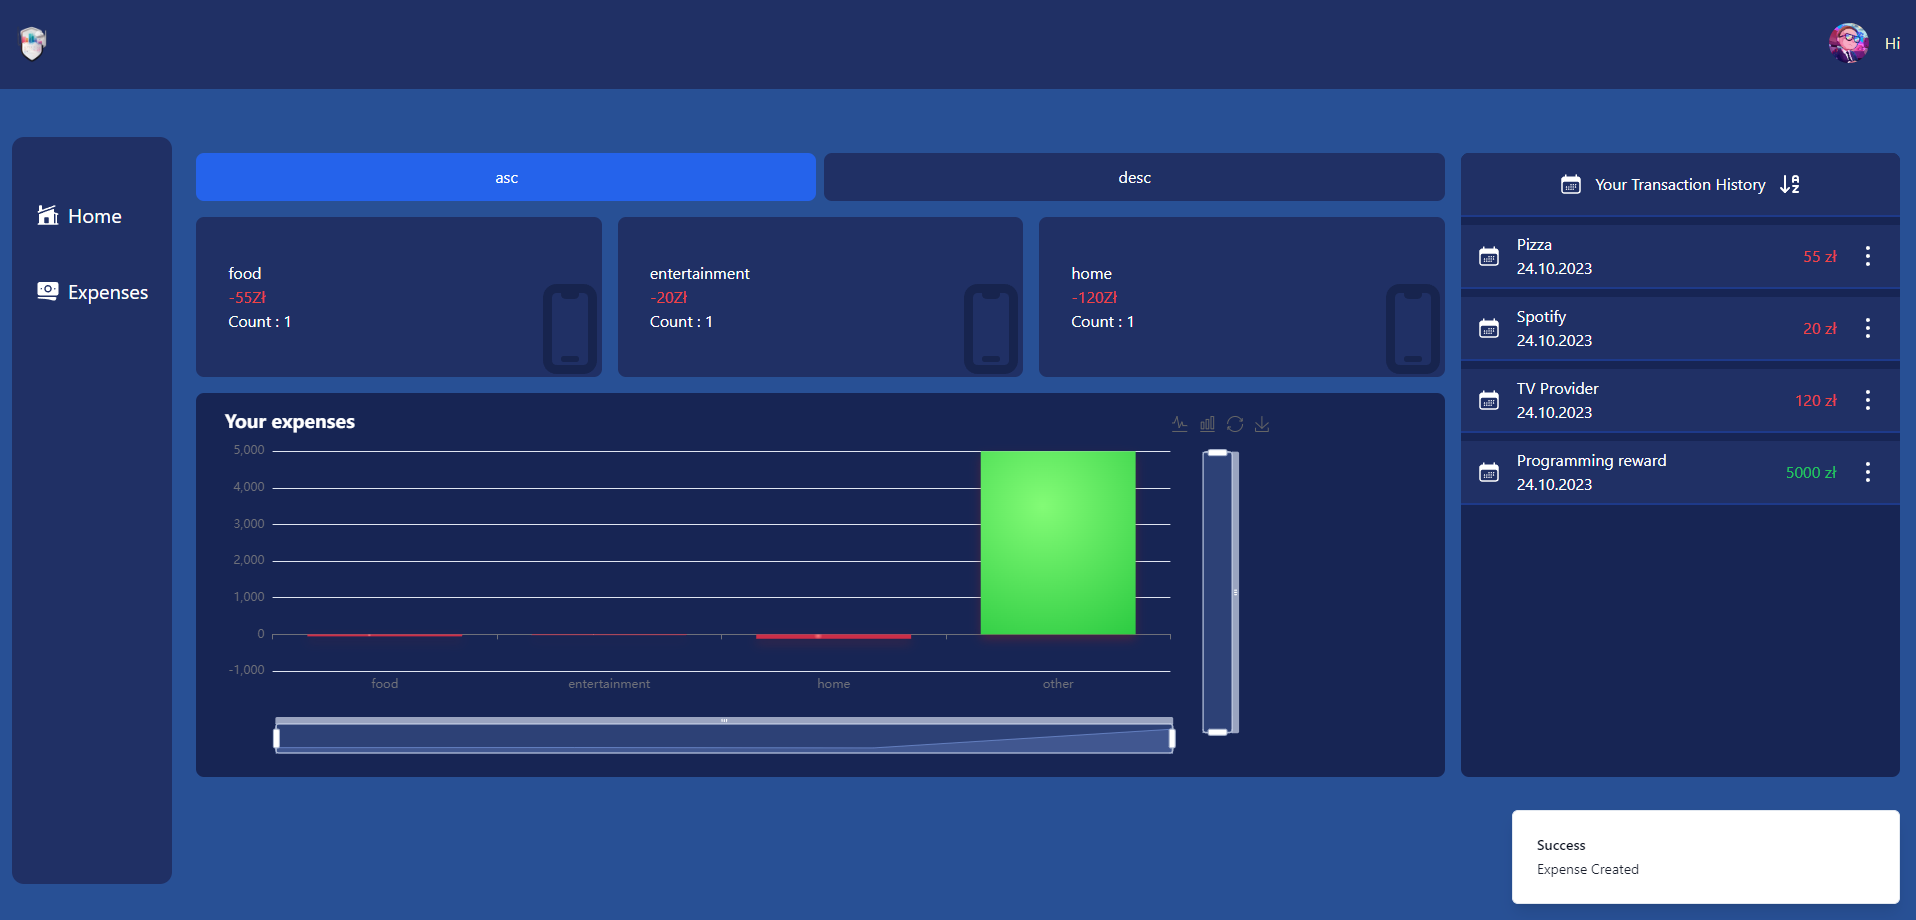 Hi
Home
Expenses
asc
desc
food
-55Zł
Count : 1
entertainment
-20Zł
Count : 1
home
-120Zł
Count : 1
Your expenses
5,000
4,000
3,000
2,000
1,000
0
-1,000
food
entertainment
home
other
Your Transaction History
Pizza
24.10.2023
55 zł
Spotify
24.10.2023
20 zł
TV Provider
24.10.2023
120 zł
Programming reward
24.10.2023
5000 zł
Success
Expense Created